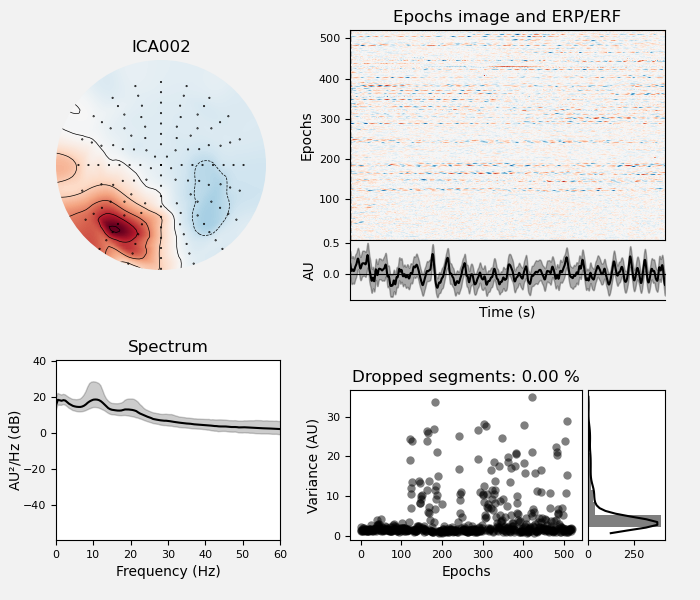 ICA002
Epochs image and ERP/ERF
500
400
300
200
100
Epochs
0.5
0.0
AU
Time (s)
Spectrum
40
20
0
−20
−40
AU²/Hz (dB)
0 10 20 30 40 50 60
Frequency (Hz)
Dropped segments: 0.00 %
30
20
10
0
Variance (AU)
0 100 200 300 400 500
Epochs
0 250